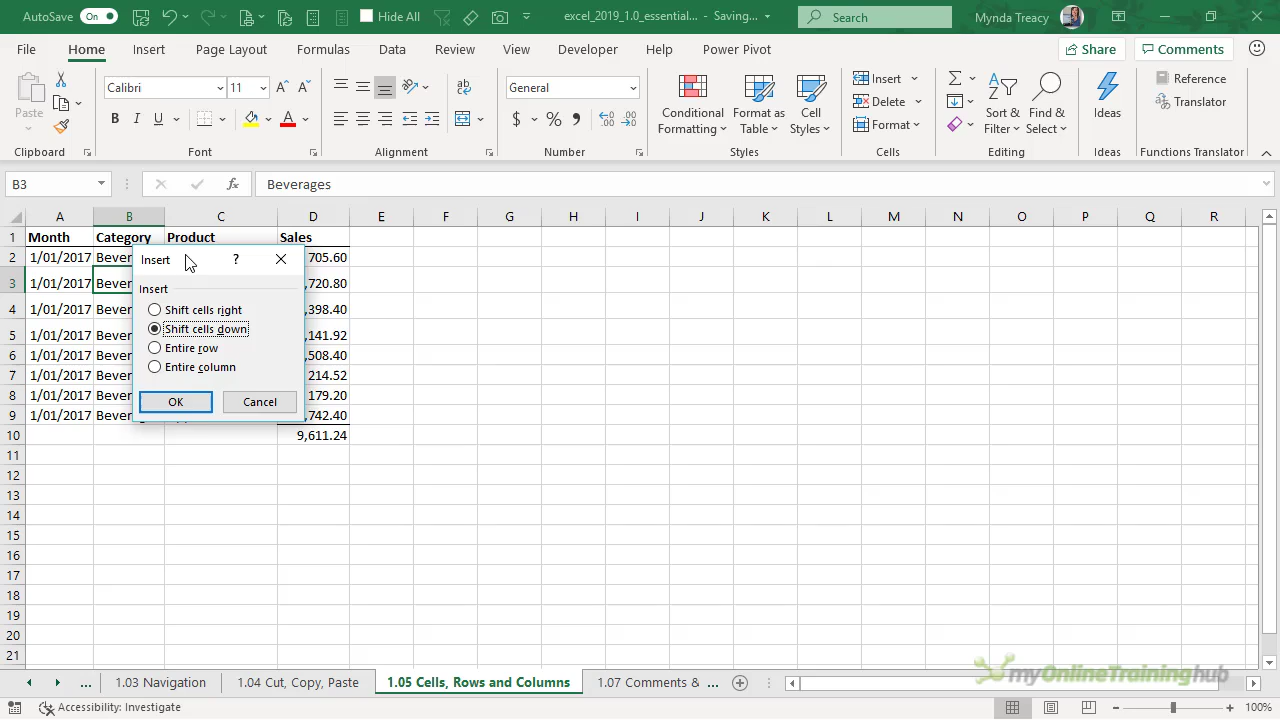 AutoSave On Hide All excel_2019_1.0_essential... - Saving... Search Mynda Treacy
File Home Insert Page Layout Formulas Data Review View Developer Help Power Pivot Share Comments
Paste Calibri 11 General Conditional Formatting Format as Table Cell Styles Insert Delete Format Sort & Filter Find & Select Ideas Reference Translator
B I U $ % 9
Clipboard Font Alignment Number Styles Cells Editing Ideas Functions Translator
B3 fx Beverages
A B C D E F G H I J K L M N O P Q R
1 Month Category Product Sales
2 1/01/2017 Bever 705.60
3 1/01/2017 Bever ,720.80
4 1/01/2017 Bever ,398.40
5 1/01/2017 Bever ,141.92
6 1/01/2017 Bever ,508.40
7 1/01/2017 Bever 214.52
8 1/01/2017 Bever 179.20
9 1/01/2017 Bever ,742.40
10 9,611.24
11
12
13
14
15
16
17
18
19
20
21
Insert ?
Insert
Shift cells right
Shift cells down
Entire row
Entire column
OK Cancel
myOnlineTraininghub
... 1.03 Navigation 1.04 Cut, Copy, Paste 1.05 Cells, Rows and Columns 1.07 Comments & ...
Accessibility: Investigate 100%